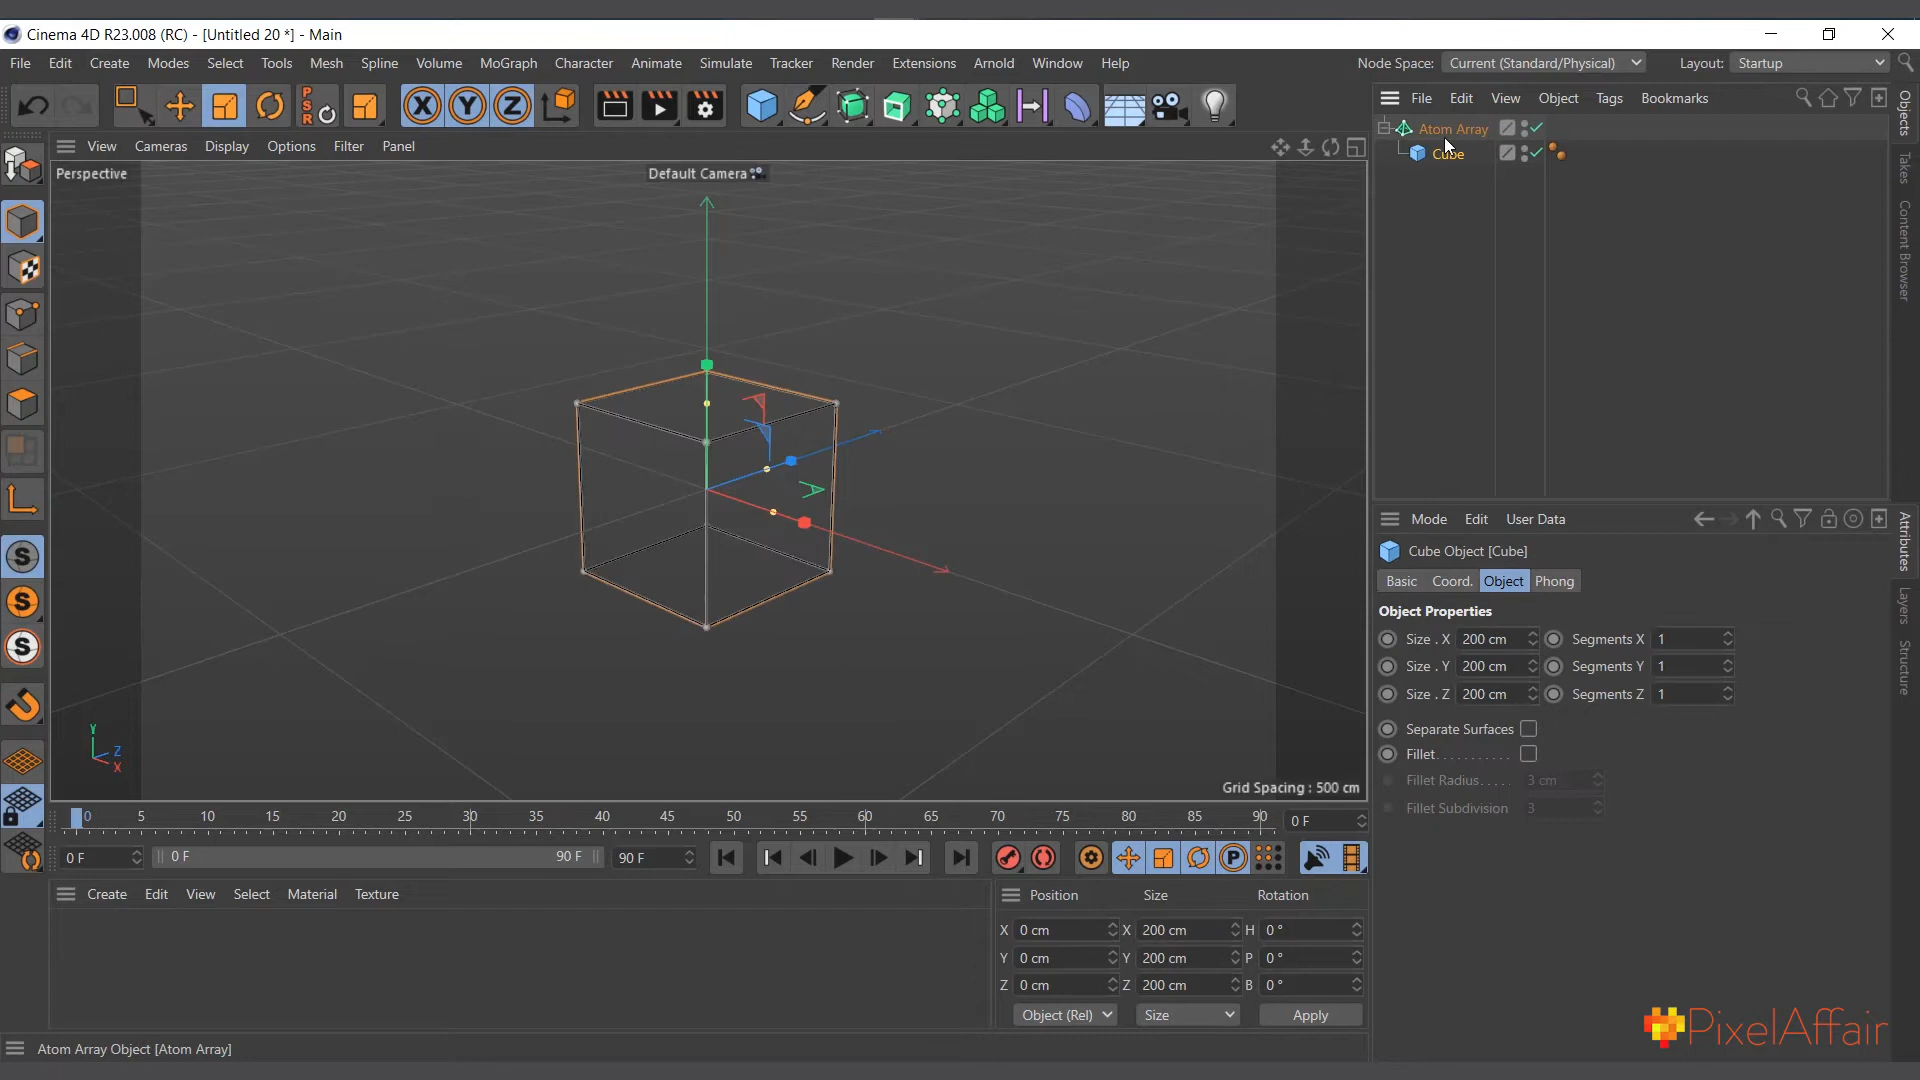 Cinema 4D R23.008 (RC) - [Untitled 20 *] - Main
File Edit Create Modes Select Tools Mesh Spline Volume MoGraph Character Animate Simulate Tracker Render Extensions Arnold Window Help
Node Space: Current (Standard/Physical) Layout: Startup
P
S
R
X Y Z
File Edit View Object Tags Bookmarks
Objects
Takes
Content Browser
Atom Array
Cube
View Cameras Display Options Filter Panel
Perspective
Default Camera
Y
Z
X
Grid Spacing : 500 cm
S
S
S
Mode Edit User Data
Attributes
Layers
Structure
Cube Object [Cube]
Basic Coord. Object Phong
Object Properties
Size . X 200 cm Segments X 1
Size . Y 200 cm Segments Y 1
Size . Z 200 cm Segments Z 1
Separate Surfaces
Fillet
Fillet Radius 3 cm
Fillet Subdivision 3
0 5 10 15 20 25 30 35 40 45 50 55 60 65 70 75 80 85 90 0 F
0 F 0 F 90 F 90 F
P
Create Edit View Select Material Texture
Position Size Rotation
X 0 cm X 200 cm H 0 °
Y 0 cm Y 200 cm P 0 °
Z 0 cm Z 200 cm B 0 °
Object (Rel) Size Apply
Atom Array Object [Atom Array]
PixelAffair